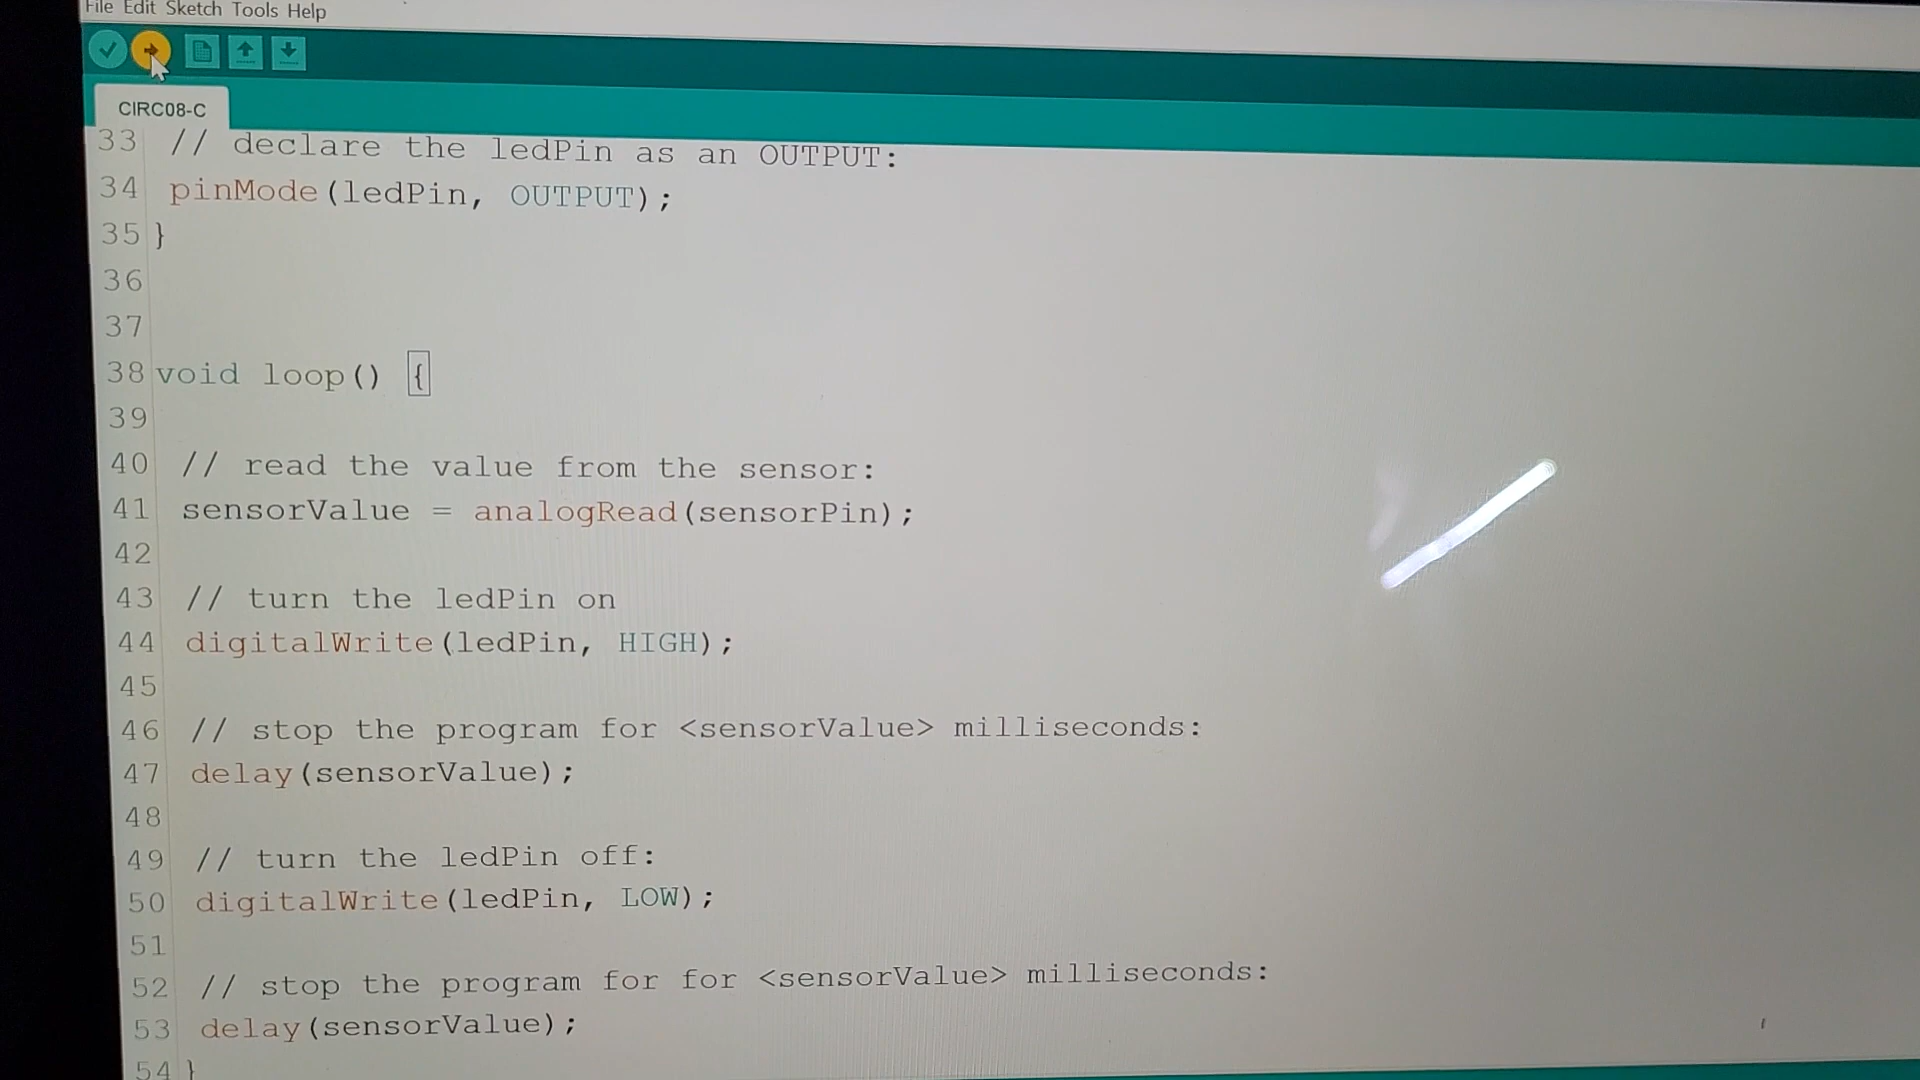 File Edit Sketch Tools Help
CIRC08-C
33 // declare the ledPin as an OUTPUT:
34 pinMode(ledPin, OUTPUT);
35 }
36
37
38 void loop() {
39
40 // read the value from the sensor:
41 sensorValue = analogRead(sensorPin);
42
43 // turn the ledPin on
44 digitalWrite(ledPin, HIGH);
45
46 // stop the program for <sensorValue> milliseconds:
47 delay(sensorValue);
48
49 // turn the ledPin off:
50 digitalWrite(ledPin, LOW);
51
52 // stop the program for for <sensorValue> milliseconds:
53 delay(sensorValue);
54 }